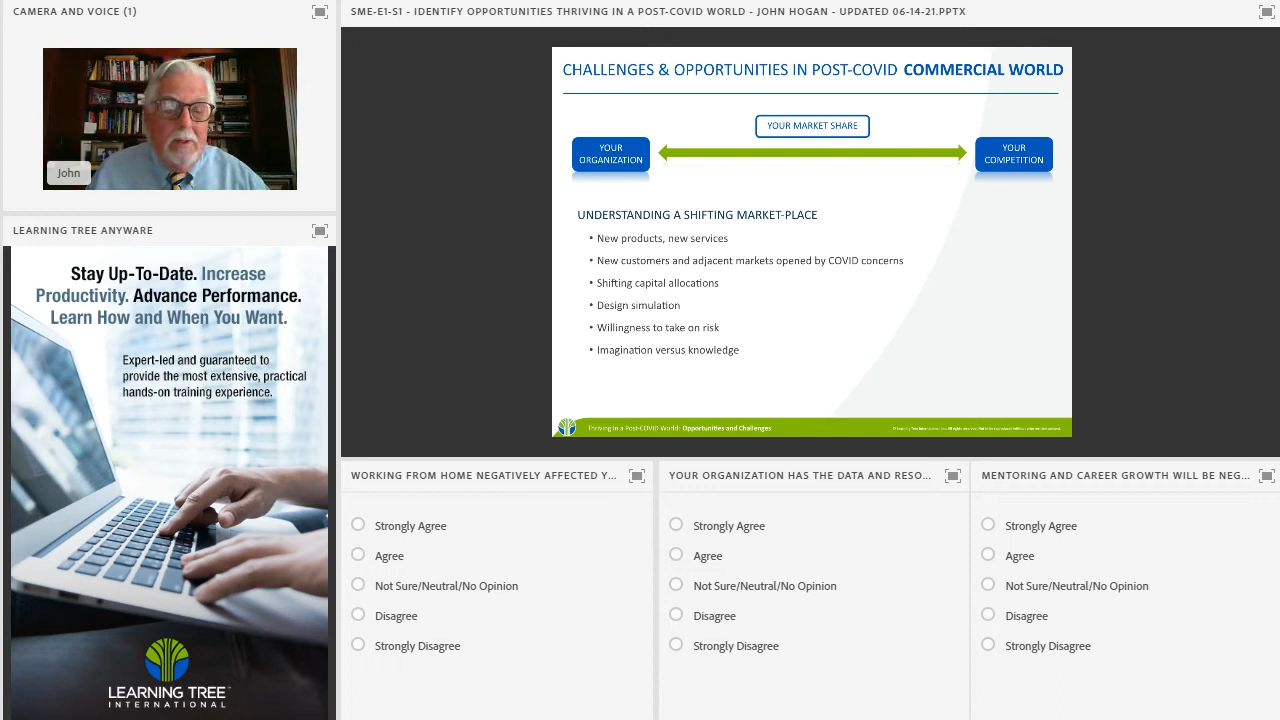 CAMERA AND VOICE (1)
John
LEARNING TREE ANYWARE
Stay Up-To-Date. Increase
Productivity. Advance Performance.
Learn How and When You Want.
Expert-led and guaranteed to
provide the most extensive, practical
hands-on training experience.
LEARNING TREE™
INTERNATIONAL
SME-E1-S1 - IDENTIFY OPPORTUNITIES THRIVING IN A POST-COVID WORLD - JOHN HOGAN - UPDATED 06-14-21.PPTX
CHALLENGES & OPPORTUNITIES IN POST-COVID COMMERCIAL WORLD
YOUR MARKET SHARE
YOUR
ORGANIZATION
YOUR
COMPETITION
UNDERSTANDING A SHIFTING MARKET-PLACE
• New products, new services
• New customers and adjacent markets opened by COVID concerns
• Shifting capital allocations
• Design simulation
• Willingness to take on risk
• Imagination versus knowledge
Thriving In a Post-COVID World: Opportunities and Challenges
WORKING FROM HOME NEGATIVELY AFFECTED Y...
Strongly Agree
Agree
Not Sure/Neutral/No Opinion
Disagree
Strongly Disagree
YOUR ORGANIZATION HAS THE DATA AND RESO...
Strongly Agree
Agree
Not Sure/Neutral/No Opinion
Disagree
Strongly Disagree
MENTORING AND CAREER GROWTH WILL BE NEG...
Strongly Agree
Agree
Not Sure/Neutral/No Opinion
Disagree
Strongly Disagree